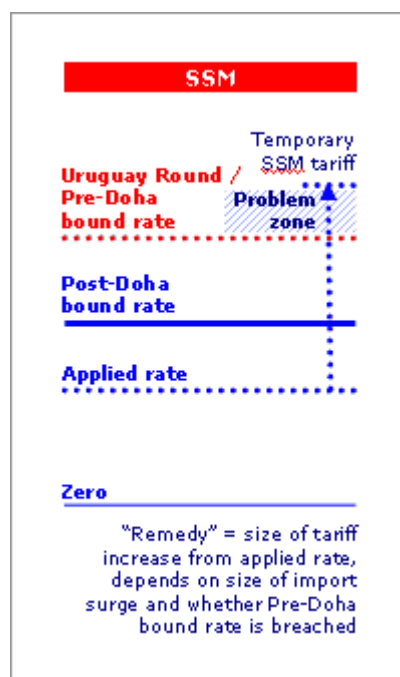 SSM
Temporary
SSM tariff
Uruguay Round /
Pre-Doha
bound rate
Problem
zone
Post-Doha
bound rate
Applied rate
Zero
“Remedy” = size of tariff
increase from applied rate,
depends on size of import
surge and whether Pre-Doha
bound rate is breached